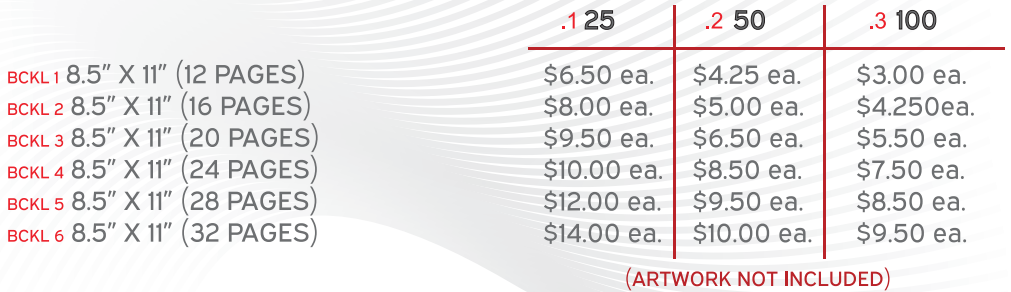 .1 25 .2 50 .3 100
BCKL 1 8.5” X 11” (12 PAGES) $6.50 ea. $4.25 ea. $3.00 ea.
BCKL 2 8.5” X 11” (16 PAGES) $8.00 ea. $5.00 ea. $4.250ea.
BCKL 3 8.5” X 11” (20 PAGES) $9.50 ea. $6.50 ea. $5.50 ea.
BCKL 4 8.5” X 11” (24 PAGES) $10.00 ea. $8.50 ea. $7.50 ea.
BCKL 5 8.5” X 11” (28 PAGES) $12.00 ea. $9.50 ea. $8.50 ea.
BCKL 6 8.5” X 11” (32 PAGES) $14.00 ea. $10.00 ea. $9.50 ea.
(ARTWORK NOT INCLUDED)